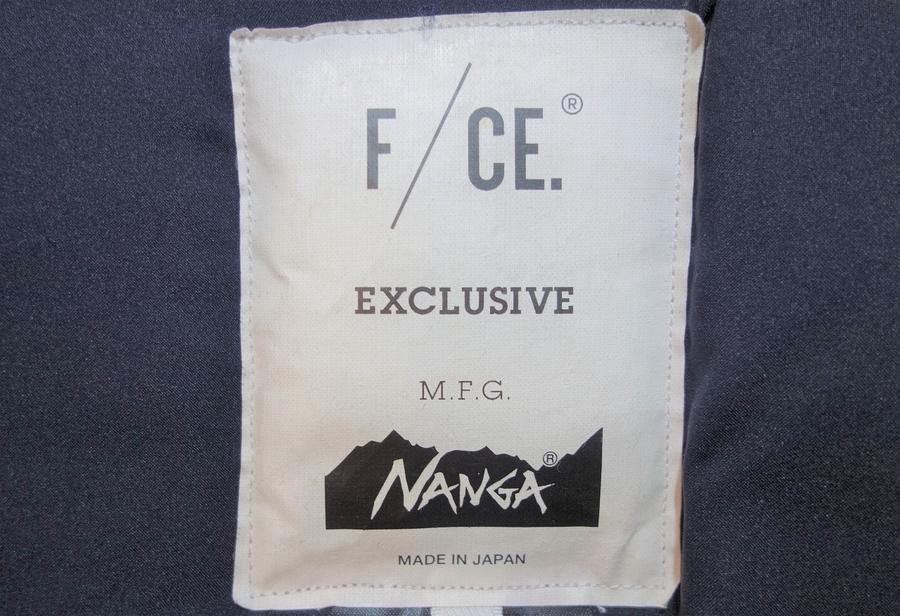 F/CE.®
EXCLUSIVE
M.F.G.
NANGA®
MADE IN JAPAN